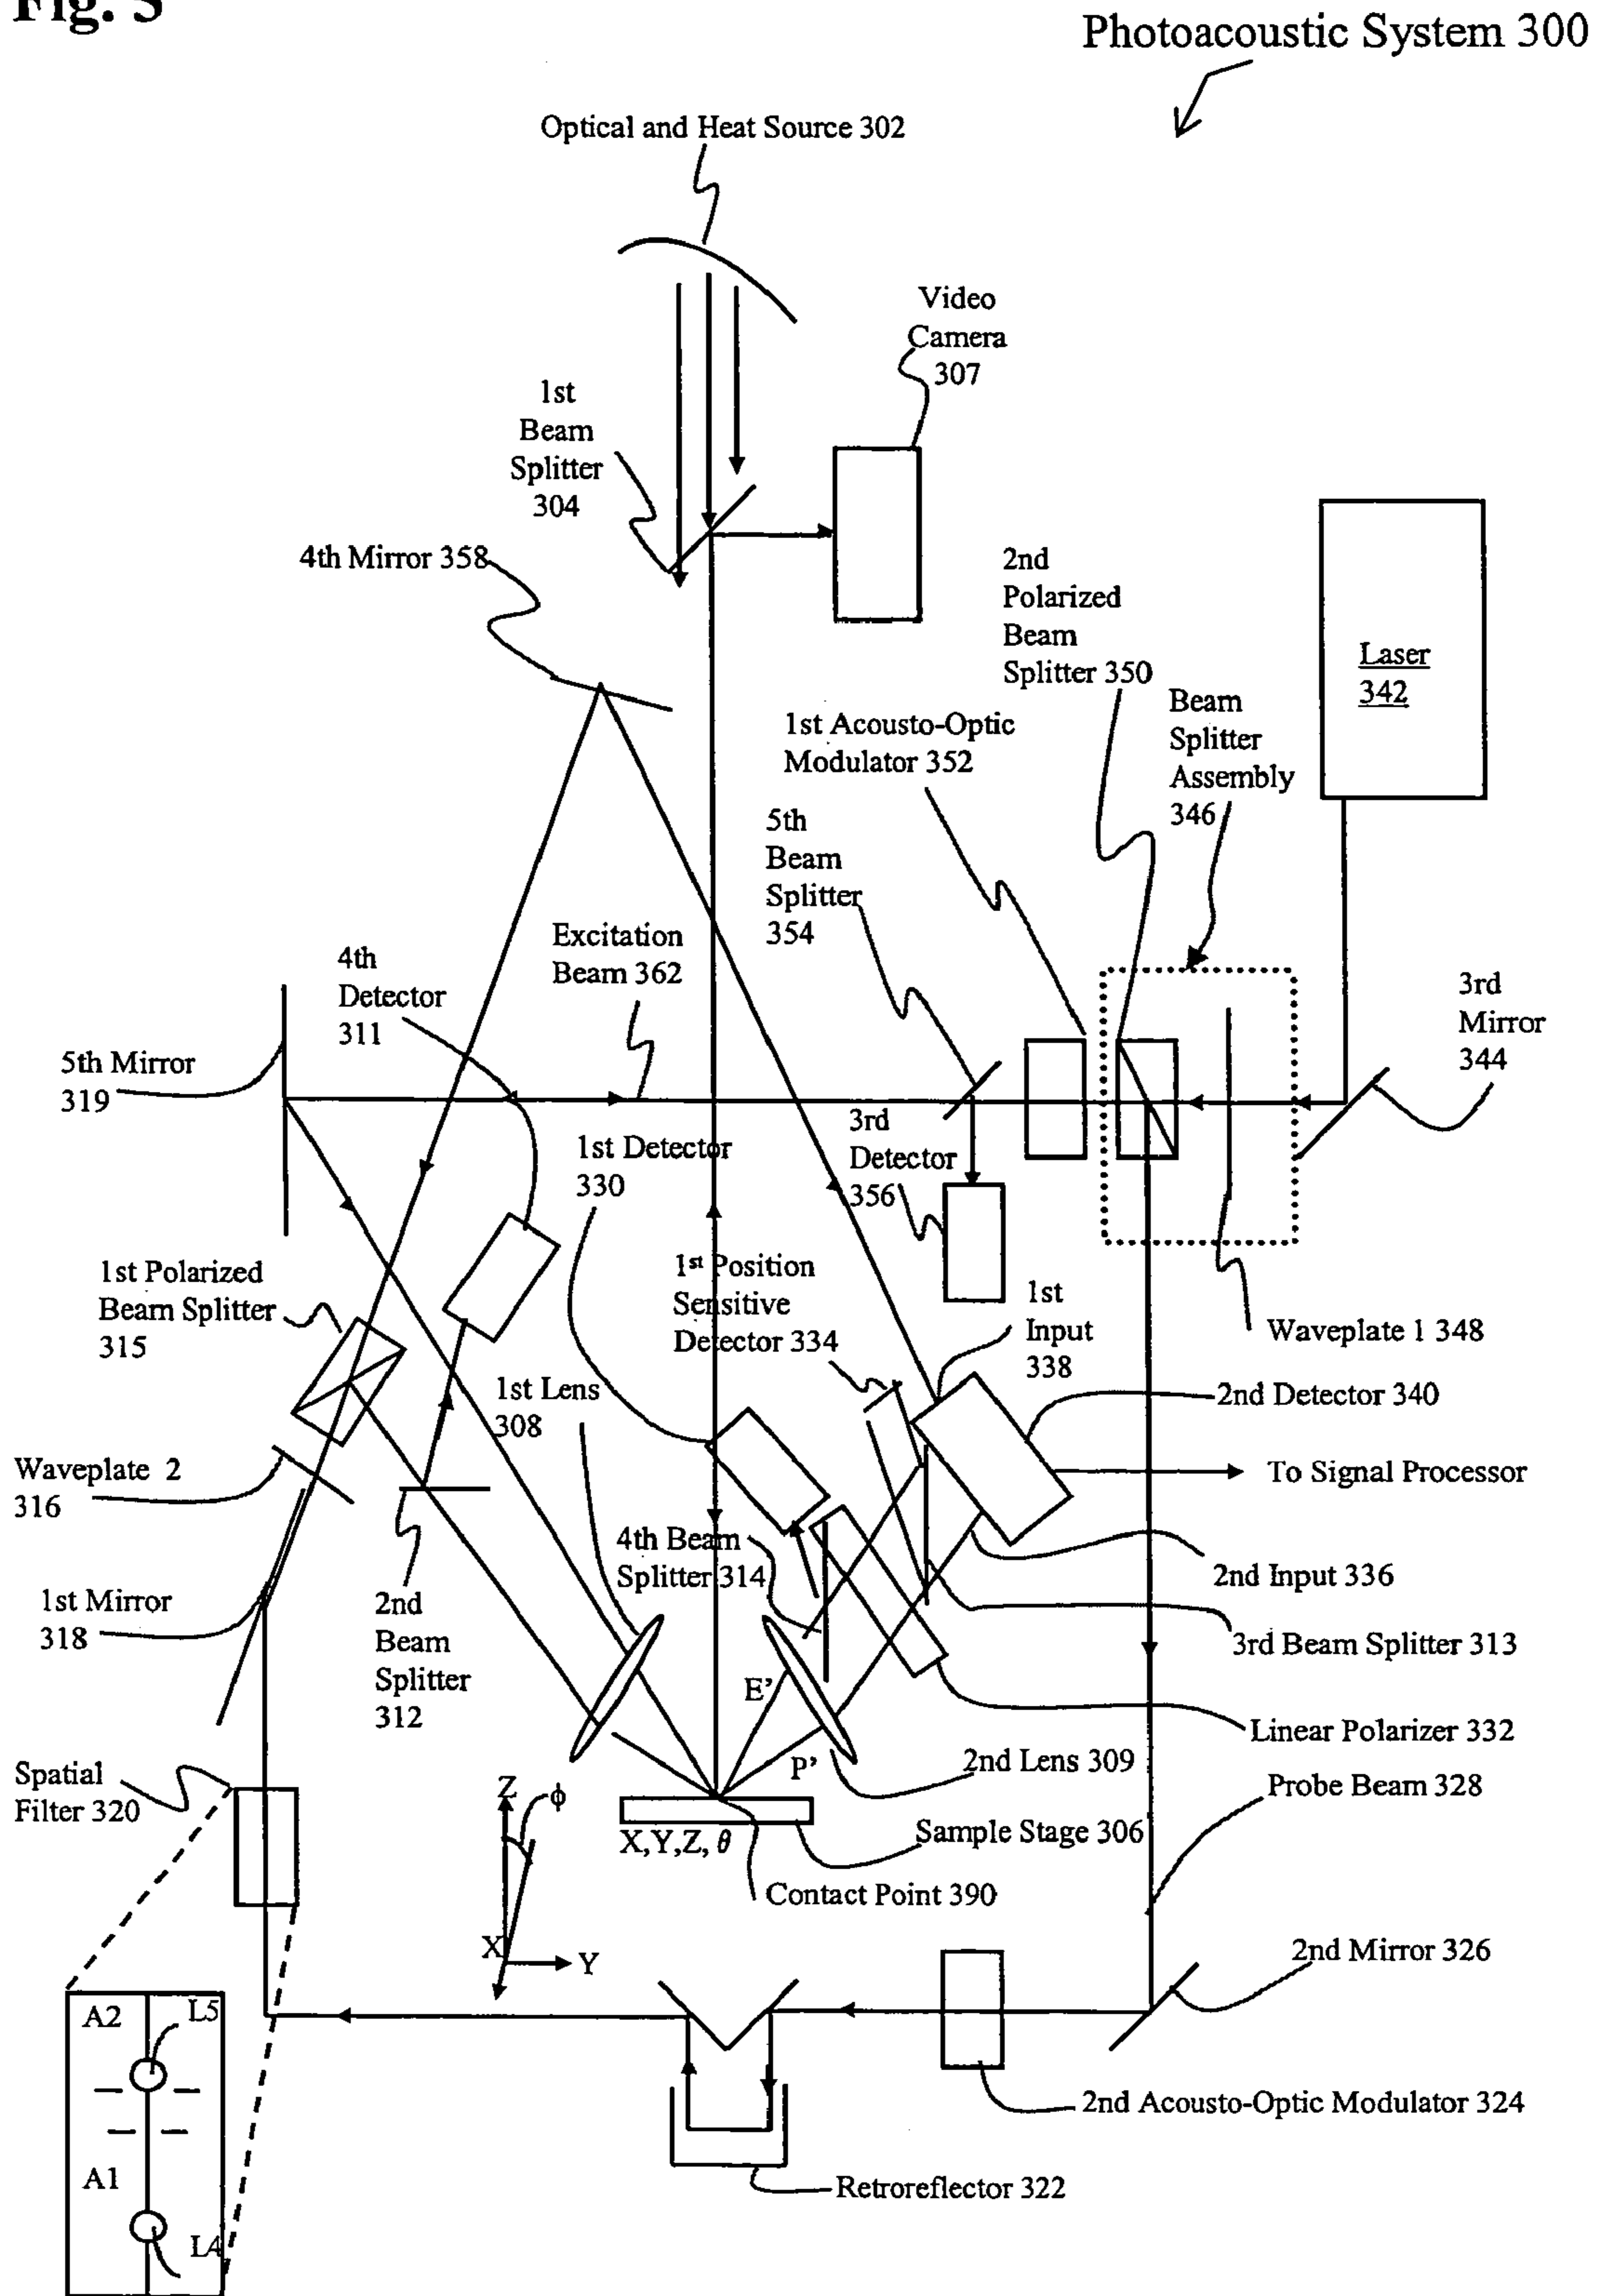 Fig. 3
Photoacoustic System 300
Optical and Heat Source 302
Video
Camera
307
1st
Beam
Splitter
304
4th Mirror 358
2nd
Polarized
Beam
Splitter 350
Laser
342
Beam
Splitter
Assembly
346
1st Acousto-Optic
Modulator 352
5th
Beam
Splitter
354
Excitation
Beam 362
4th
Detector
311
3rd
Mirror
344
5th Mirror
319
3rd
Detector
356
1st Detector
330
1st Position
Sensitive
Detector 334
1st
Input
338
1st Polarized
Beam Splitter
315
Waveplate 1 348
1st Lens
308
2nd Detector 340
Waveplate 2
316
To Signal Processor
4th Beam
Splitter 314
2nd Input 336
1st Mirror
318
2nd
Beam
Splitter
312
3rd Beam Splitter 313
E'
Linear Polarizer 332
P'
2nd Lens 309
Spatial
Filter 320
Probe Beam 328
Z
ϕ
X,Y,Z, θ
Sample Stage 306
Contact Point 390
X
Y
2nd Mirror 326
A2
L5
2nd Acousto-Optic Modulator 324
A1
Retroreflector 322
L4